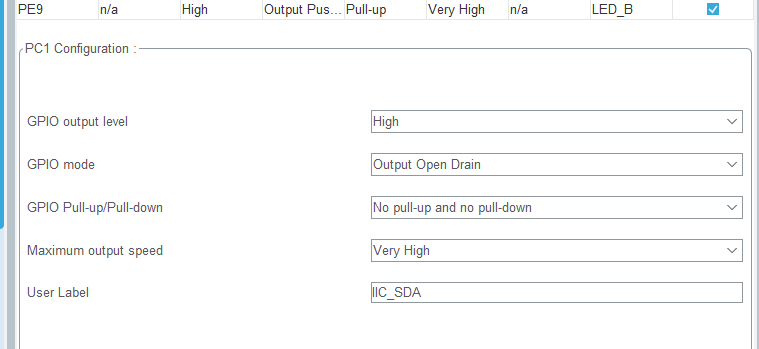 PE9 n/a High Output Pus... Pull-up Very High n/a LED_B
PC1 Configuration :
GPIO output level High
GPIO mode Output Open Drain
GPIO Pull-up/Pull-down No pull-up and no pull-down
Maximum output speed Very High
User Label IIC_SDA